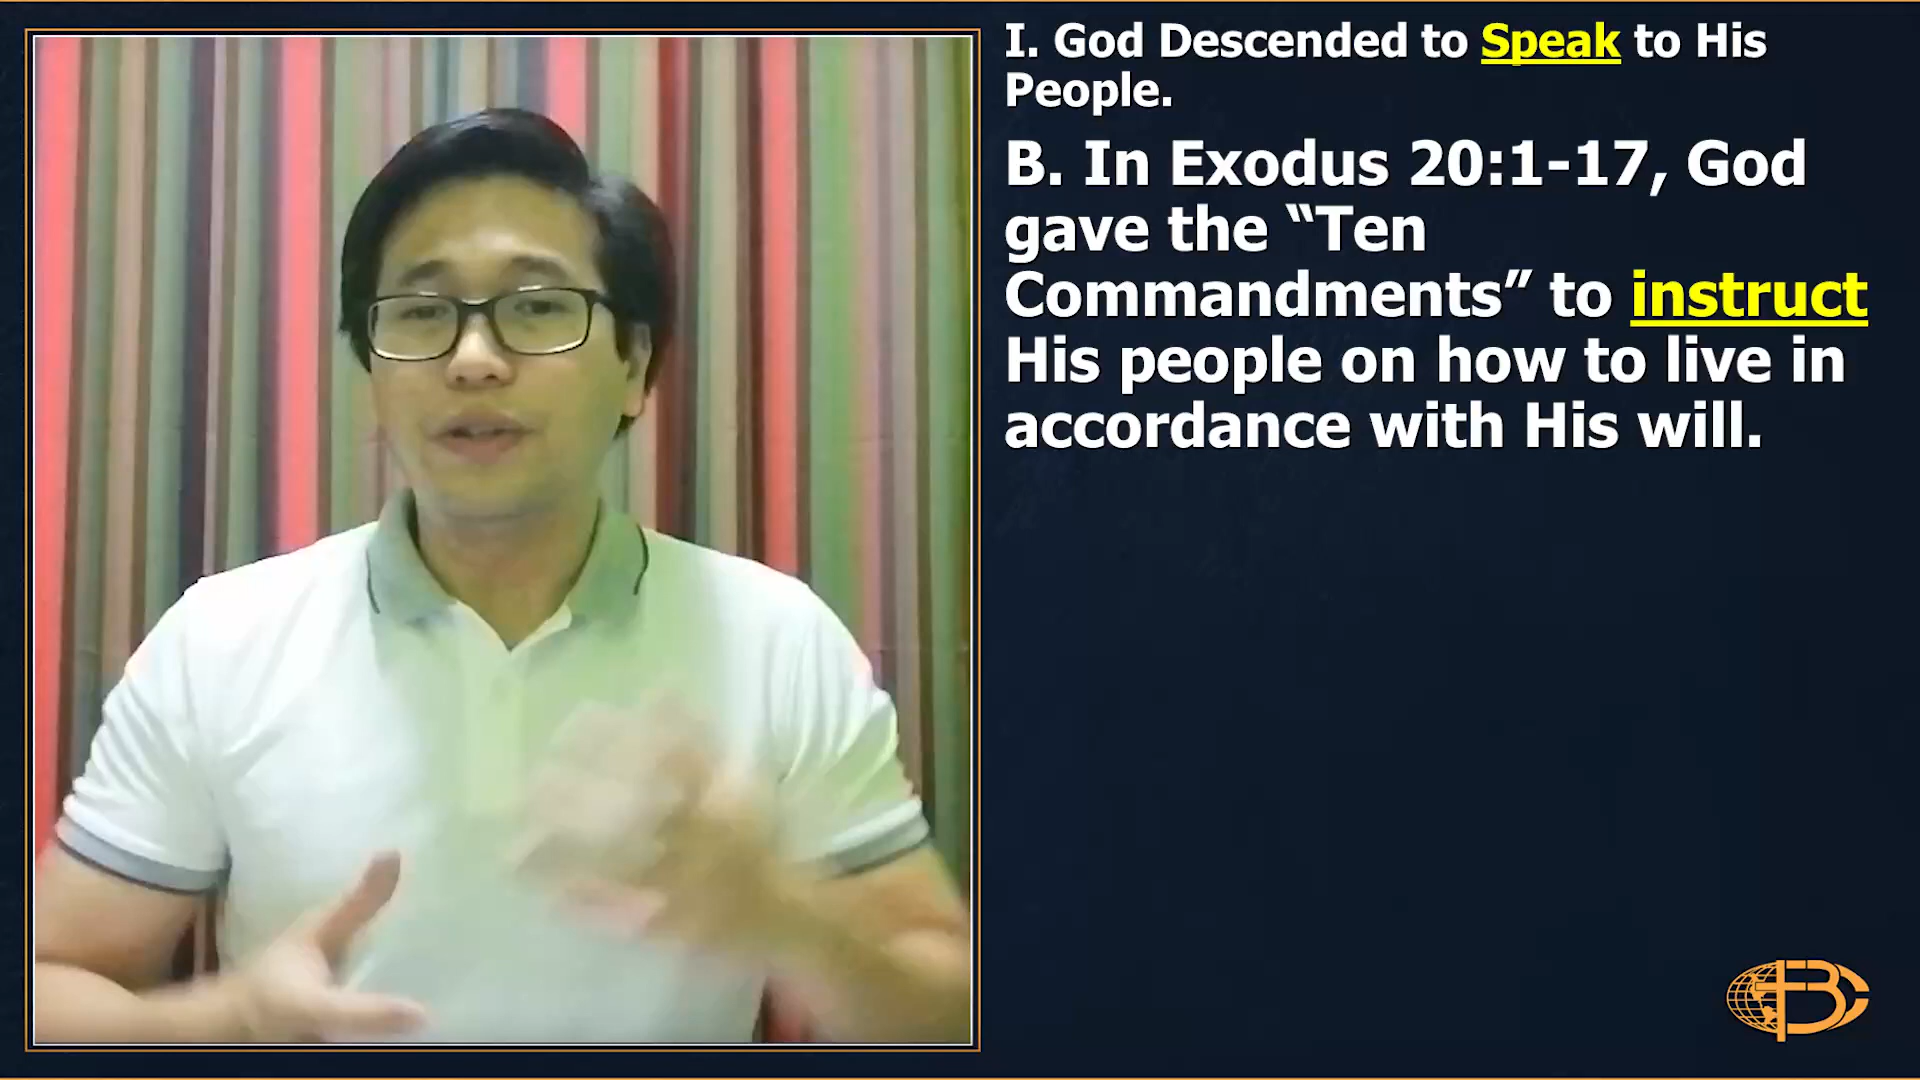 I. God Descended to Speak to His
People.
B. In Exodus 20:1-17, God
gave the “Ten
Commandments” to instruct
His people on how to live in
accordance with His will.